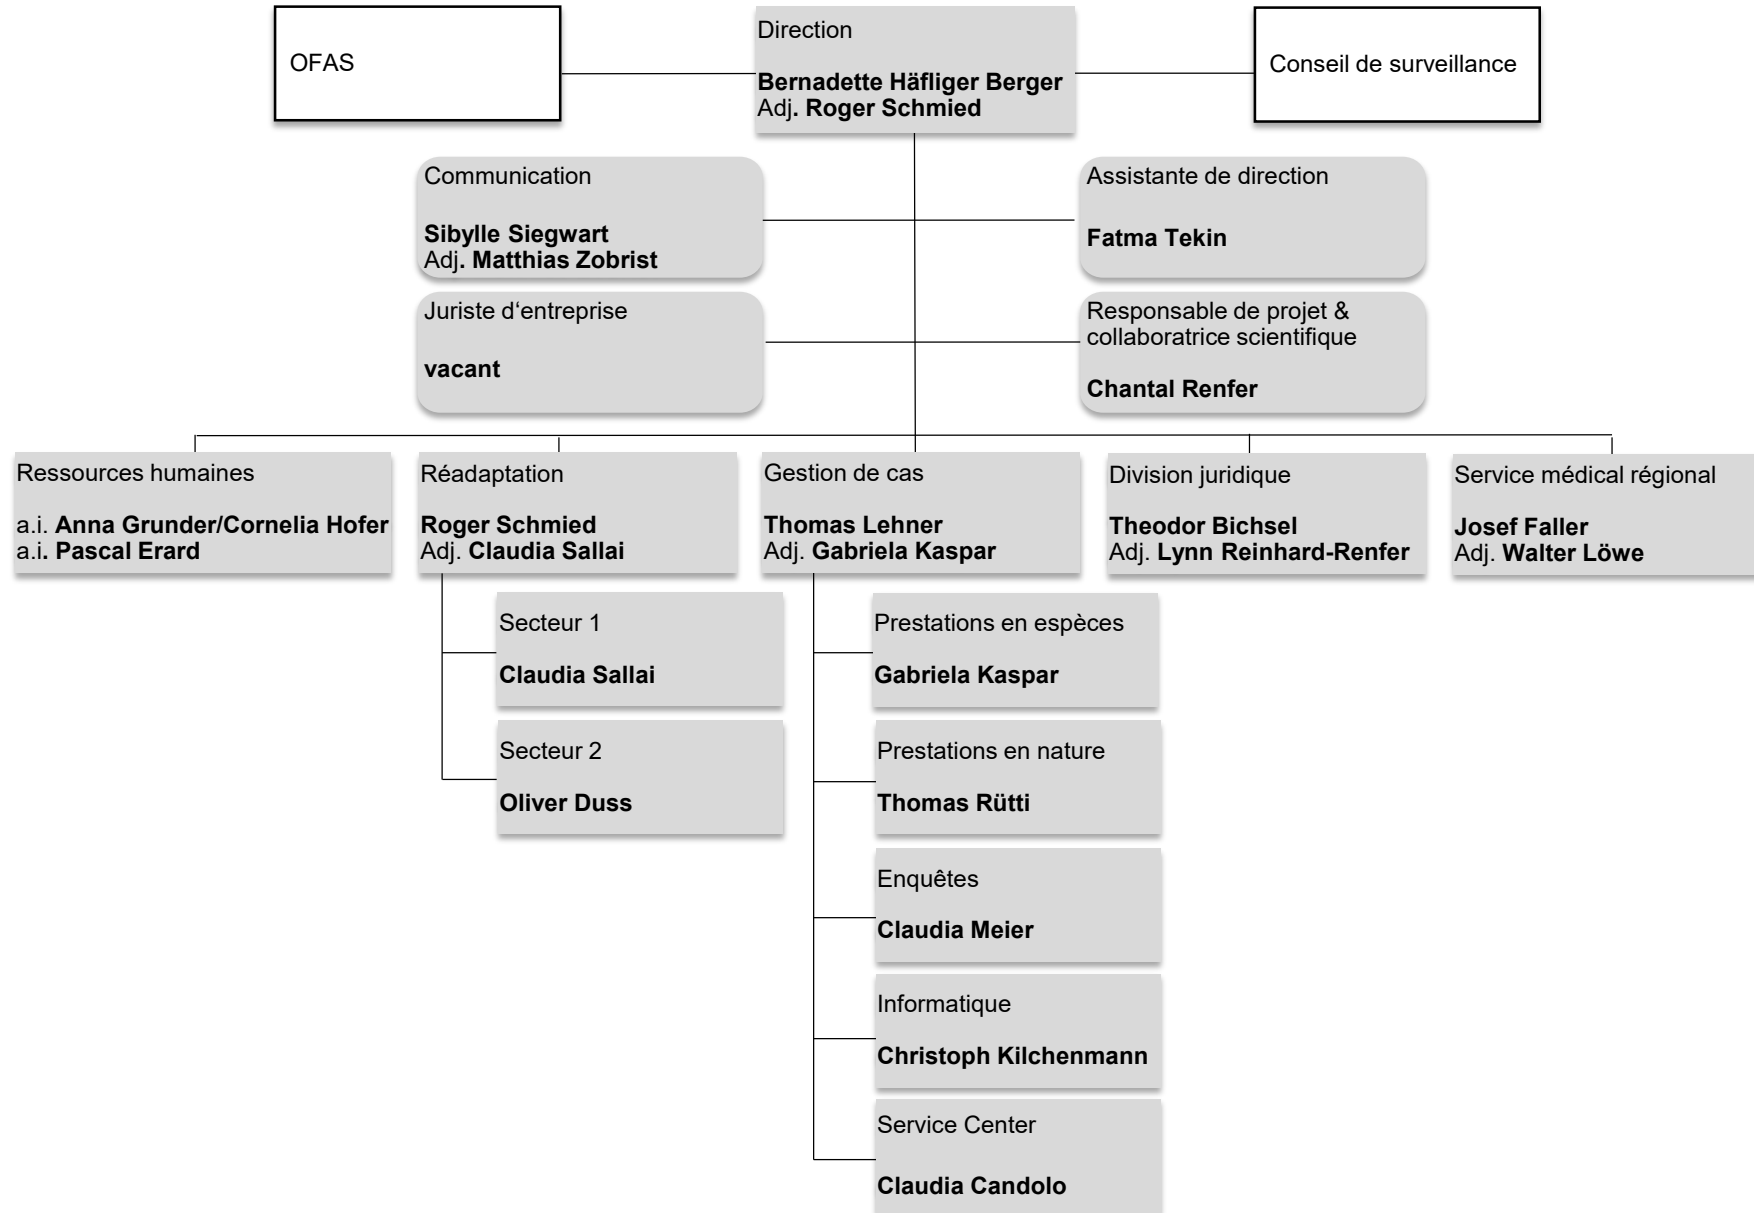 OFAS
Direction
Bernadette Häfliger Berger
Adj. Roger Schmied
Conseil de surveillance
Communication
Sibylle Siegwart
Adj. Matthias Zobrist
Assistante de direction
Fatma Tekin
Juriste d‘entreprise
vacant
Responsable de projet &
collaboratrice scientifique
Chantal Renfer
Ressources humaines
a.i. Anna Grunder/Cornelia Hofer
a.i. Pascal Erard
Réadaptation
Roger Schmied
Adj. Claudia Sallai
Gestion de cas
Thomas Lehner
Adj. Gabriela Kaspar
Division juridique
Theodor Bichsel
Adj. Lynn Reinhard-Renfer
Service médical régional
Josef Faller
Adj. Walter Löwe
Secteur 1
Claudia Sallai
Secteur 2
Oliver Duss
Prestations en espèces
Gabriela Kaspar
Prestations en nature
Thomas Rütti
Enquêtes
Claudia Meier
Informatique
Christoph Kilchenmann
Service Center
Claudia Candolo